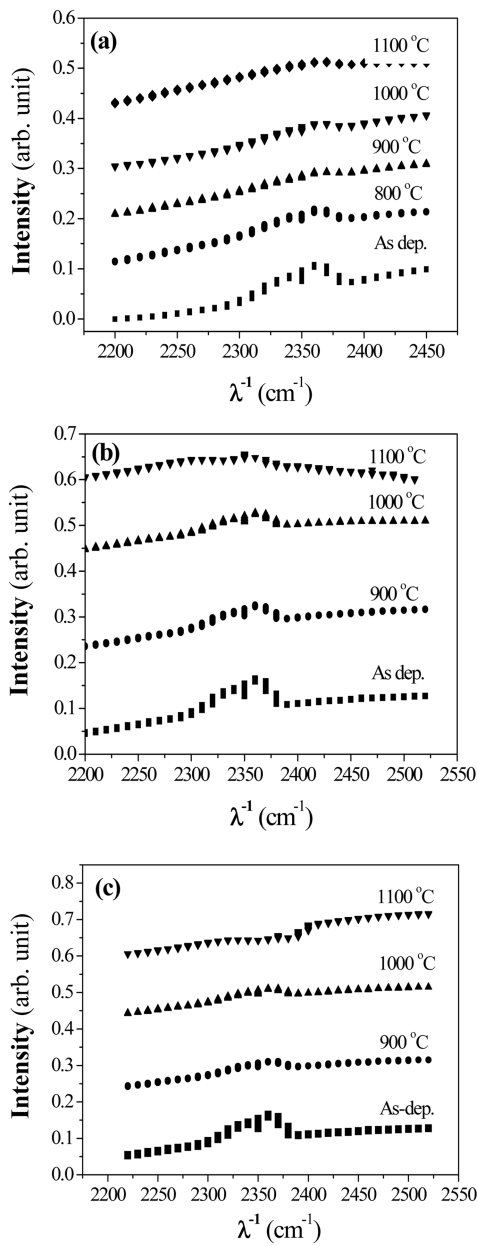 (a)
1100 °C
1000 °C
900 °C
800 °C
As dep.
Intensity (arb. unit)
0.6
0.5
0.4
0.3
0.2
0.1
0.0
2200 2250 2300 2350 2400 2450
λ⁻¹ (cm⁻¹)
(b)
1100 °C
1000 °C
900 °C
As dep.
Intensity (arb. unit)
0.7
0.6
0.5
0.4
0.3
0.2
0.1
0.0
2200 2250 2300 2350 2400 2450 2500 2550
λ⁻¹ (cm⁻¹)
(c)
1100 °C
1000 °C
900 °C
As-dep.
Intensity (arb. unit)
0.8
0.7
0.6
0.5
0.4
0.3
0.2
0.1
0.0
2200 2250 2300 2350 2400 2450 2500
λ⁻¹ (cm⁻¹)